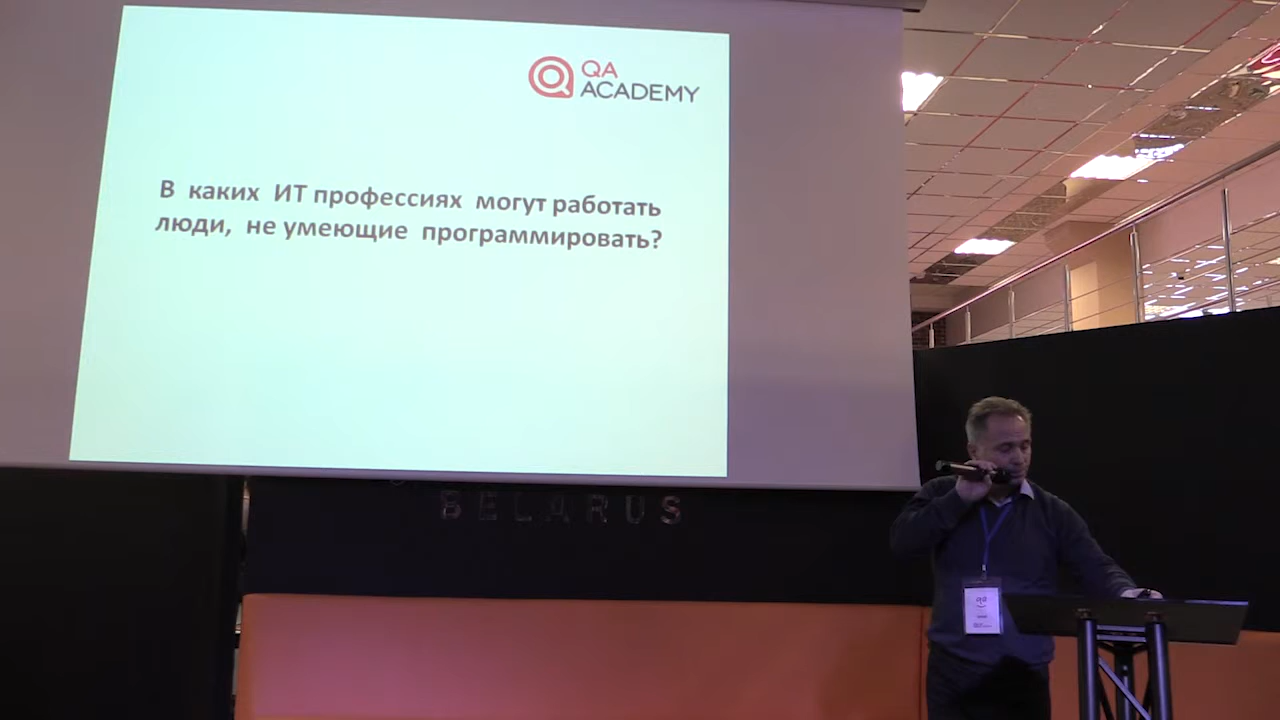 QA
ACADEMY
В каких ИТ профессиях могут работать
люди, не умеющие программировать?
BELARUS